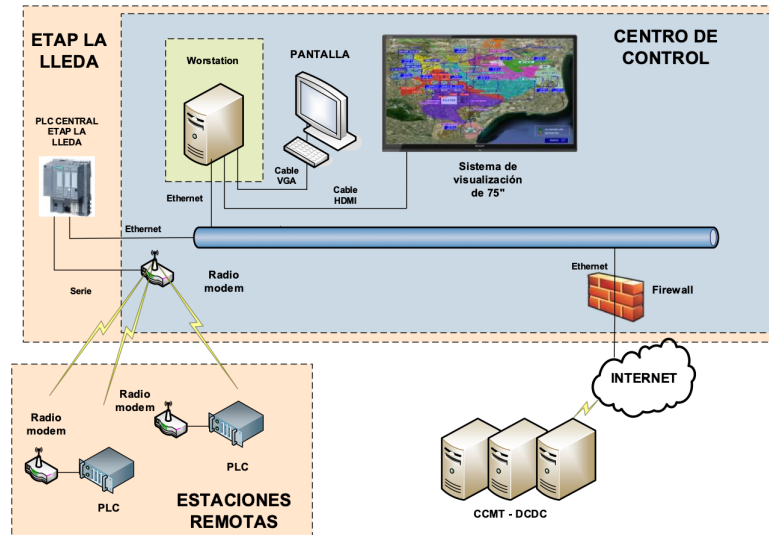 ETAP LA
LLEDA
CENTRO DE
CONTROL
Worstation
PANTALLA
PLC CENTRAL
ETAP LA
LLEDA
Cable
VGA
Cable
HDMI
Sistema de
visualización
de 75"
Ethernet
Ethernet
Serie
Radio
modem
Ethernet
Firewall
INTERNET
Radio
modem
Radio
modem
PLC
PLC
ESTACIONES
REMOTAS
CCMT - DCDC